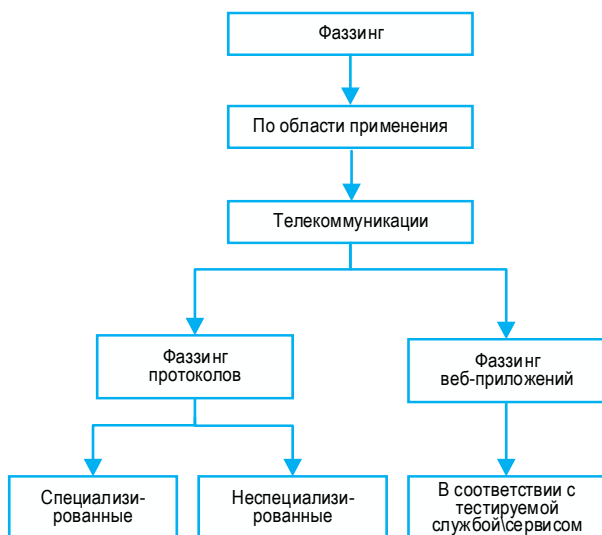 Фаззинг
По области применения
Телекоммуникации
Фаззинг
протоколов
Фаззинг
веб-приложений
Специализи-
рованные
Неспециализи-
рованные
В соответствии с
тестируемой
службой\сервисом